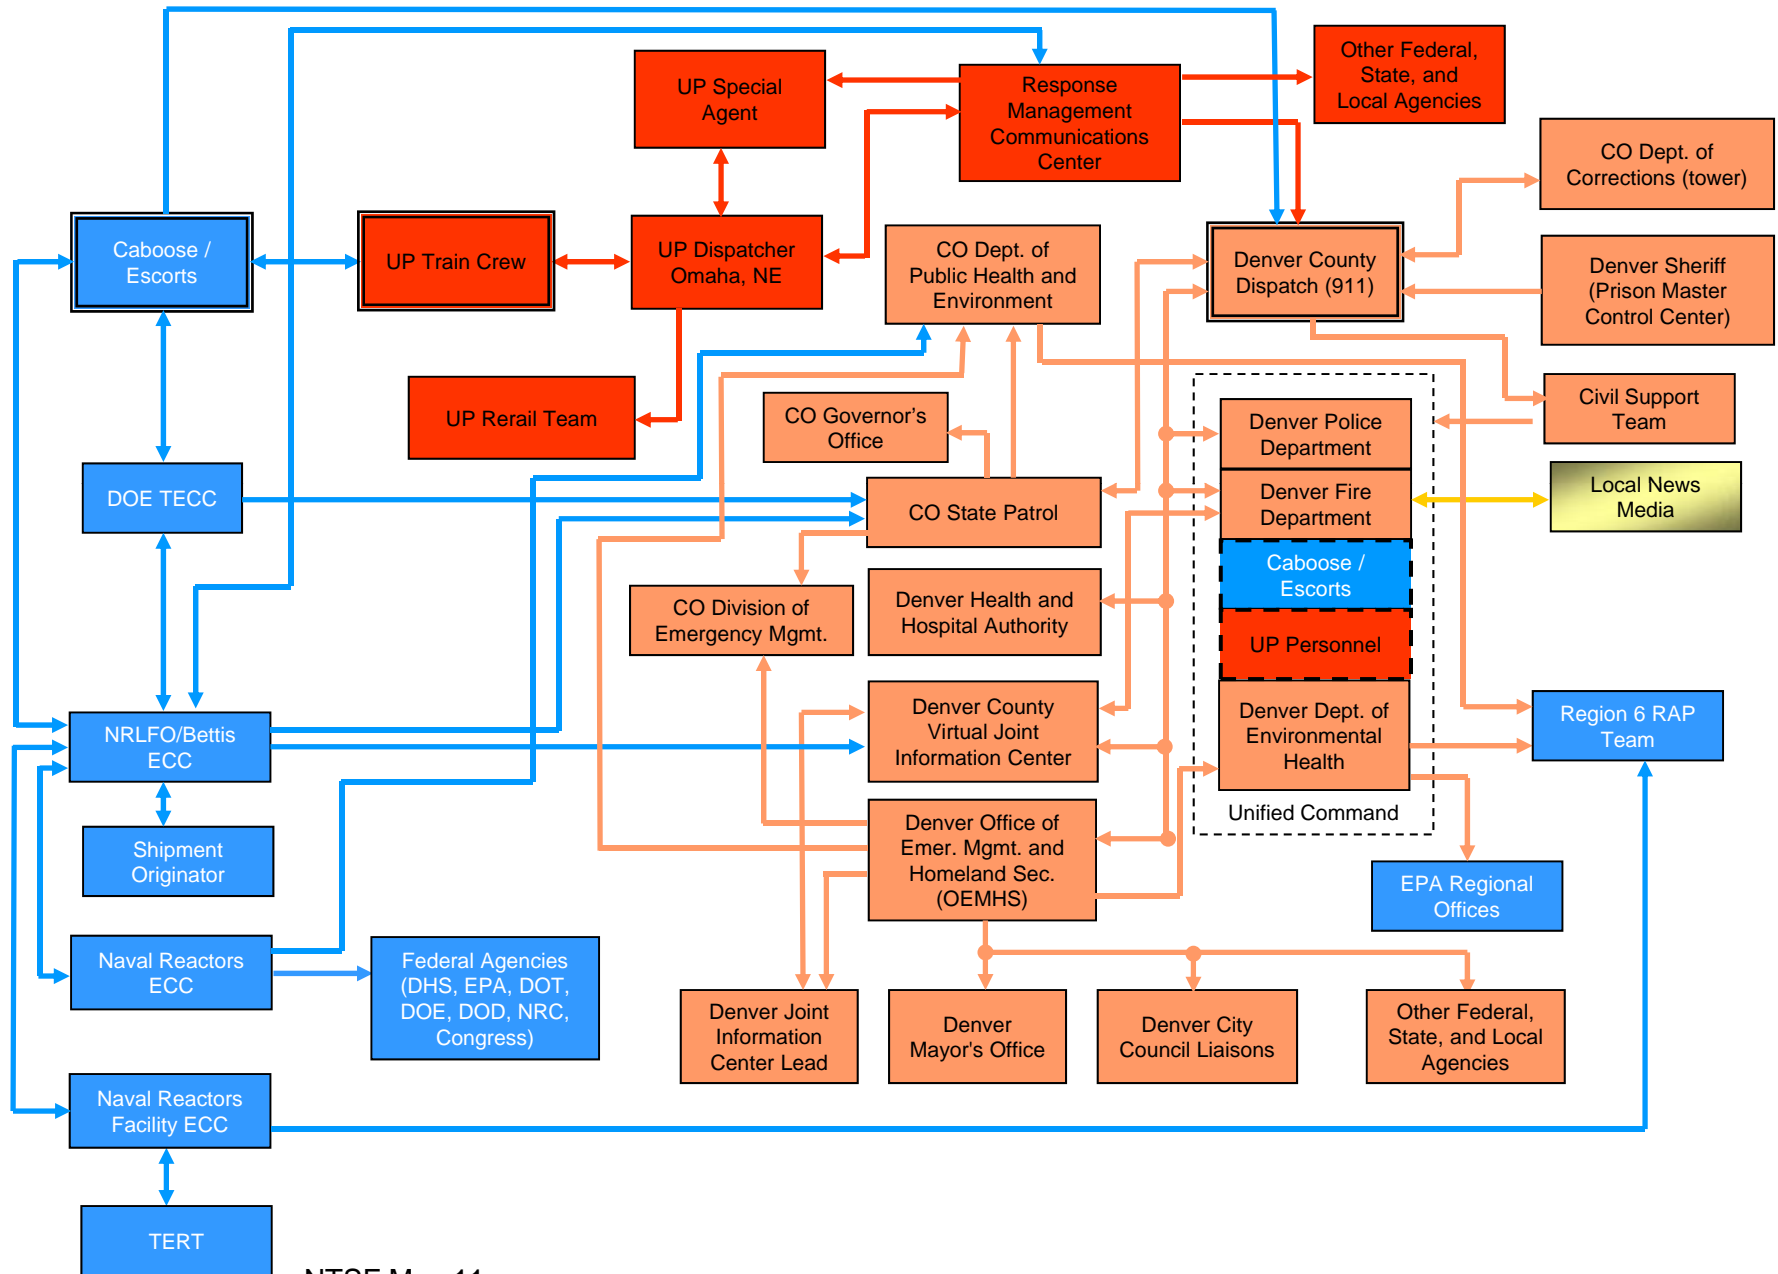 Other Federal,
State, and
Local Agencies
UP Special
Agent
Response
Management
Communications
Center
CO Dept. of
Corrections (tower)
Caboose /
Escorts
UP Train Crew
UP Dispatcher
Omaha, NE
CO Dept. of
Public Health and
Environment
Denver County
Dispatch (911)
Denver Sheriff
(Prison Master
Control Center)
UP Rerail Team
CO Governor's
Office
Denver Police
Department
Civil Support
Team
DOE TECC
CO State Patrol
Denver Fire
Department
Local News
Media
Caboose /
Escorts
CO Division of
Emergency Mgmt.
Denver Health and
Hospital Authority
UP Personnel
NRLFO/Bettis
ECC
Denver County
Virtual Joint
Information Center
Denver Dept. of
Environmental
Health
Region 6 RAP
Team
Unified Command
Shipment
Originator
Denver Office of
Emer. Mgmt. and
Homeland Sec.
(OEMHS)
EPA Regional
Offices
Naval Reactors
ECC
Federal Agencies
(DHS, EPA, DOT,
DOE, DOD, NRC,
Congress)
Denver Joint
Information
Center Lead
Denver
Mayor's Office
Denver City
Council Liaisons
Other Federal,
State, and Local
Agencies
Naval Reactors
Facility ECC
TERT